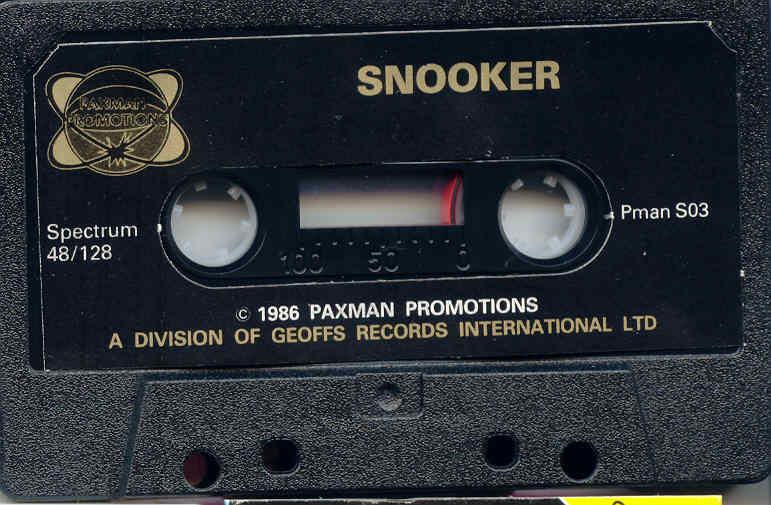 SNOOKER
PAXMAN
PROMOTIONS
Spectrum
48/128
Pman S03
100 50 0
© 1986 PAXMAN PROMOTIONS
A DIVISION OF GEOFFS RECORDS INTERNATIONAL LTD